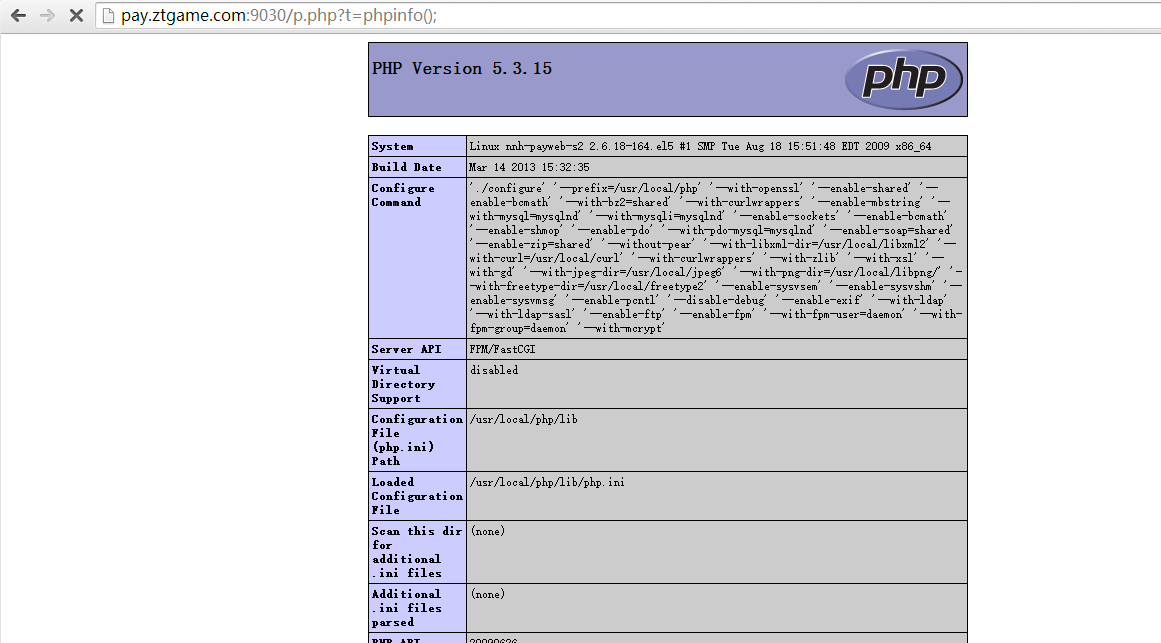 pay.ztgame.com:9030/p.php?t=phpinfo();
PHP Version 5.3.15
php
System
Linux nnh-payweb-s2 2.6.18-164.el5 #1 SMP Tue Aug 18 15:51:48 EDT 2009 x86_64
Build Date
Mar 14 2013 15:32:35
Configure
Command
'./configure' '--prefix=/usr/local/php' '--with-openssl' '--enable-shared' '--
enable-bcmath' '--with-bz2=shared' '--with-curlwrappers' '--enable-mbstring' '--
with-mysql=mysqlnd' '--with-mysqli=mysqlnd' '--enable-sockets' '--enable-bcmath'
'--enable-shmop' '--enable-pdo' '--with-pdo-mysql=mysqlnd' '--enable-soap=shared'
'--enable-zip=shared' '--without-pear' '--with-libxml-dir=/usr/local/libxml2' '--
with-curl=/usr/local/curl' '--with-curlwrappers' '--with-zlib' '--with-xsl' '--
with-gd' '--with-jpeg-dir=/usr/local/jpeg6' '--with-png-dir=/usr/local/libpng/' '-
-with-freetype-dir=/usr/local/freetype2' '--enable-sysvsem' '--enable-sysvshm' '--
enable-sysvmsg' '--enable-pcntl' '--disable-debug' '--enable-exif' '--with-ldap'
'--with-ldap-sasl' '--enable-ftp' '--enable-fpm' '--with-fpm-user=daemon' '--with-
fpm-group=daemon' '--with-mcrypt'
Server API
FPM/FastCGI
Virtual
Directory
Support
disabled
Configuration
File
(php.ini)
Path
/usr/local/php/lib
Loaded
Configuration
File
/usr/local/php/lib/php.ini
Scan this dir
for
additional
.ini files
(none)
Additional
.ini files
parsed
(none)
PHP API
20090626